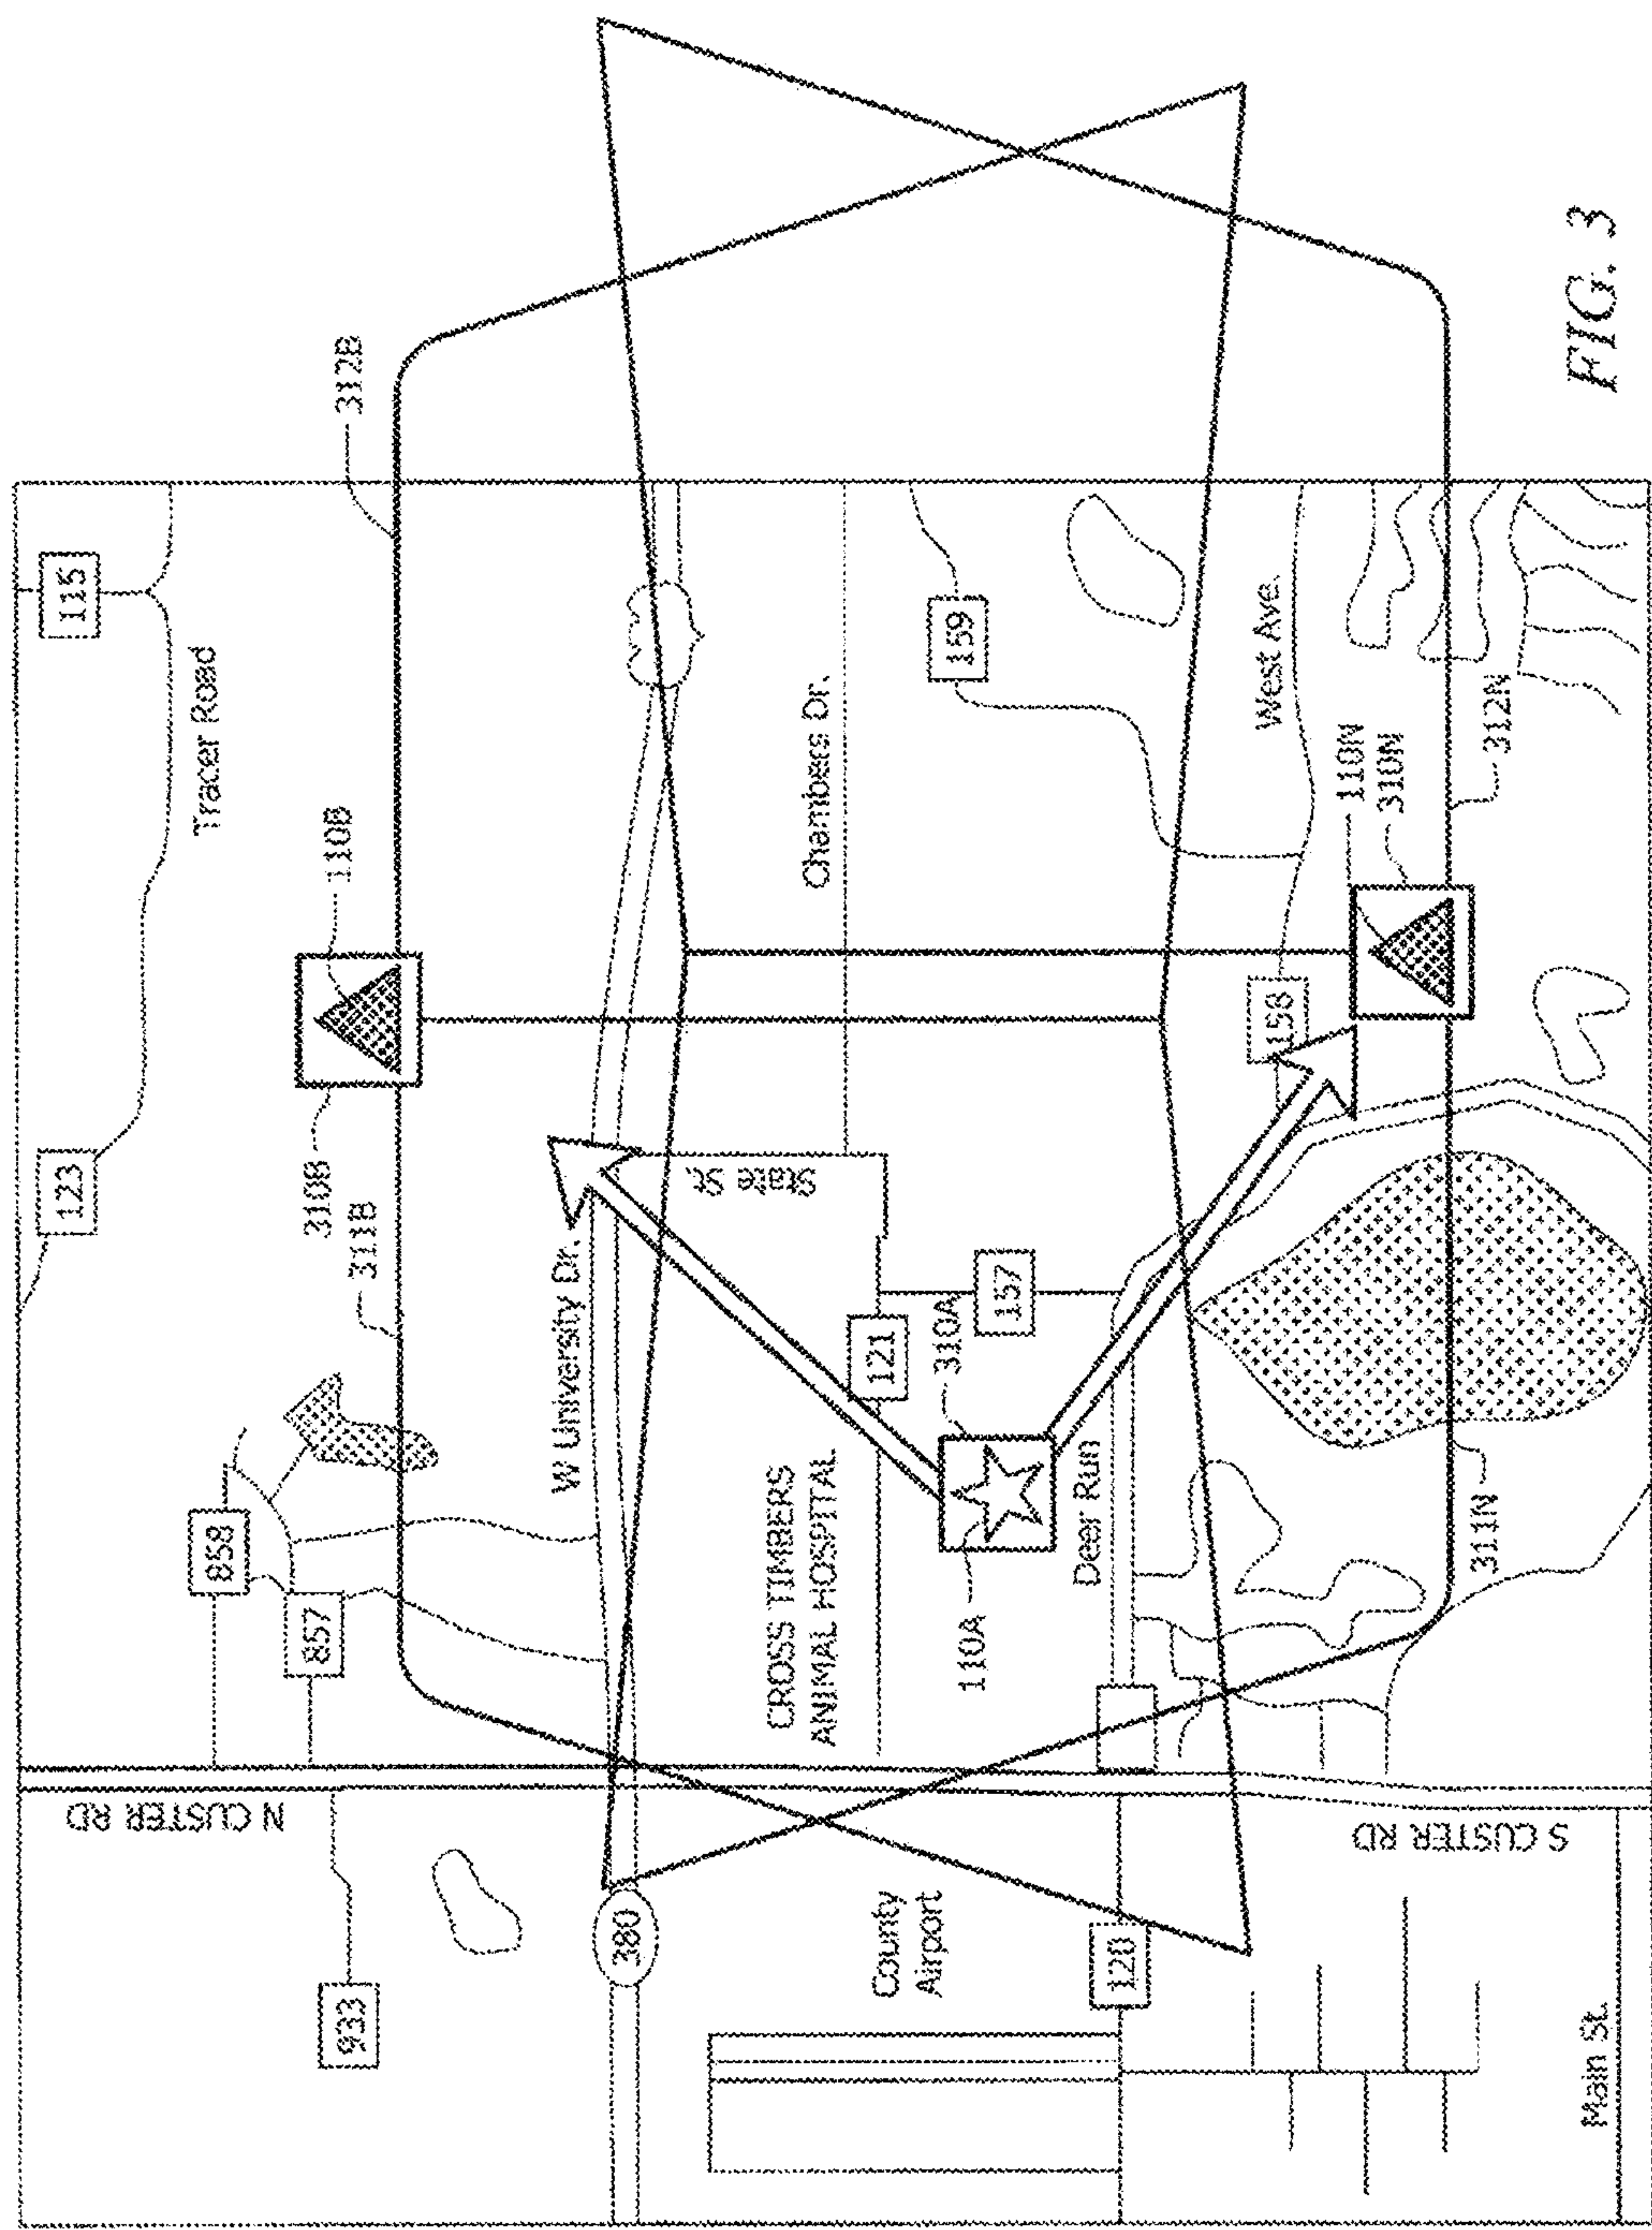 115
123
Tracer Road
110B
310B
311B
312B
858
857
N CUSTER RD
933
W University Dr.
380
State St.
Chambers Dr.
CROSS TIMBERS
ANIMAL HOSPITAL
121
310A
157
159
110A
Deer Run
County
Airport
120
West Ave.
158
110N
310N
312N
311N
S CUSTER RD
Main St.
FIG. 3